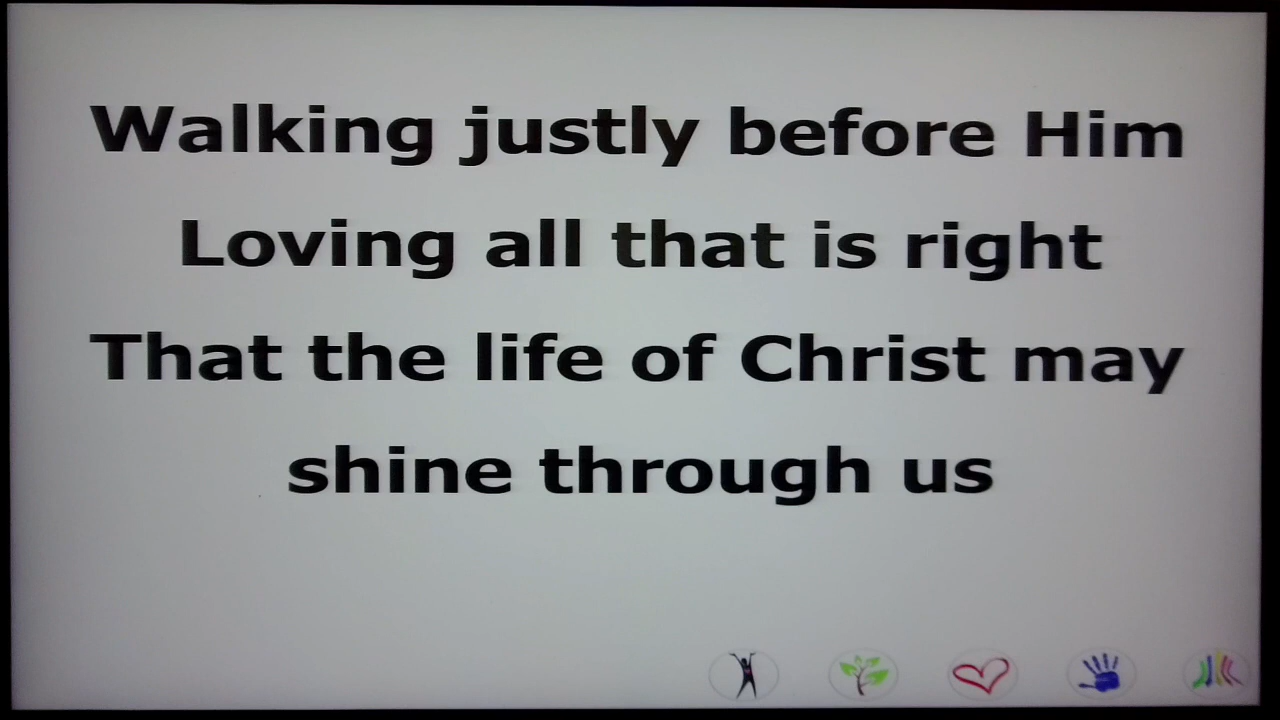 Walking justly before Him
Loving all that is right
That the life of Christ may
shine through us